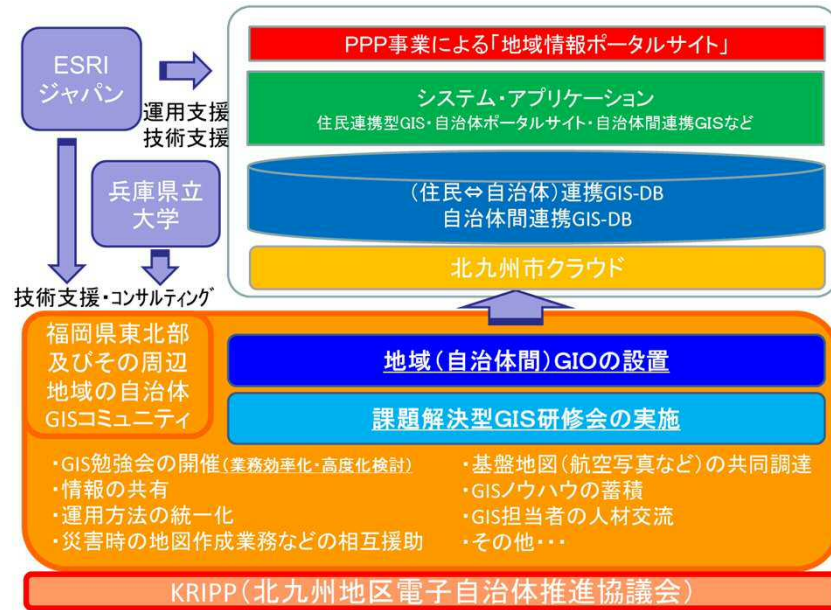 ESRI
ジャパン
運用支援
技術支援
兵庫県立
大学
技術支援・コンサルティング
PPP事業による「地域情報ポータルサイト」
システム・アプリケーション
住民連携型GIS・自治体ポータルサイト・自治体間連携GISなど
(住民⇔自治体)連携GIS-DB
自治体間連携GIS-DB
北九州市クラウド
福岡県東北部
及びその周辺
地域の自治体
GISコミュニティ
地域(自治体間)GIOの設置
課題解決型GIS研修会の実施
・GIS勉強会の開催(業務効率化・高度化検討)
・情報の共有
・運用方法の統一化
・災害時の地図作成業務などの相互援助
・基盤地図(航空写真など)の共同調達
・GISノウハウの蓄積
・GIS担当者の人材交流
・その他・・・
KRIPP(北九州地区電子自治体推進協議会)